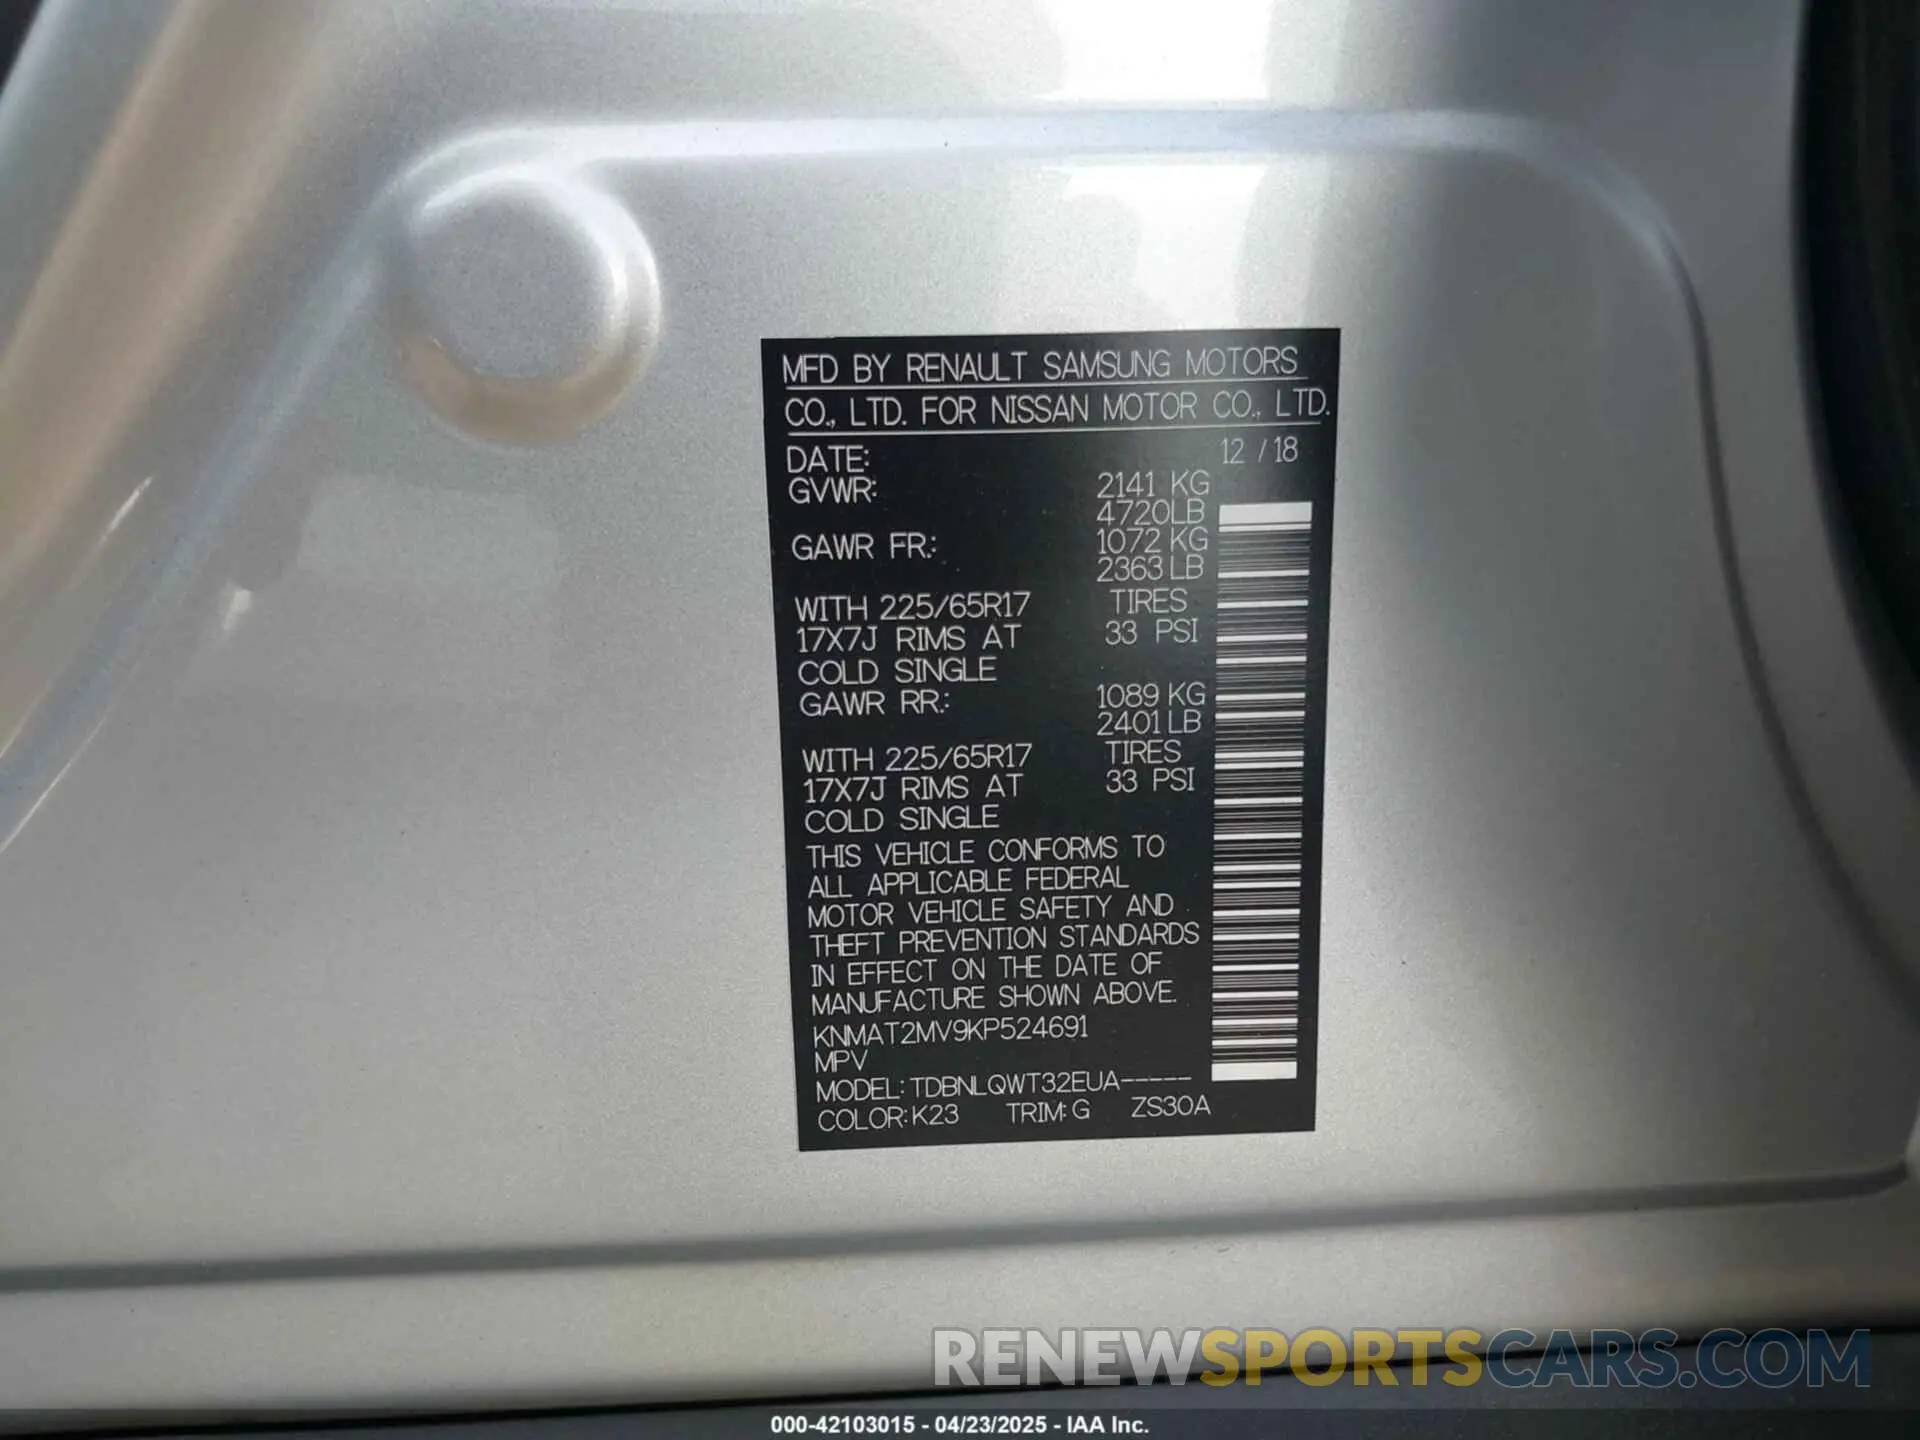 MFD BY RENAULT SAMSUNG MOTORS
CO., LTD. FOR NISSAN MOTOR CO., LTD.
DATE: 12 / 18
GVWR: 2141 KG
4720LB
GAWR FR.: 1072 KG
2363 LB
WITH 225/65R17 TIRES
17X7J RIMS AT 33 PSI
COLD SINGLE
GAWR RR.: 1089 KG
2401 LB
WITH 225/65R17 TIRES
17X7J RIMS AT 33 PSI
COLD SINGLE
THIS VEHICLE CONFORMS TO
ALL APPLICABLE FEDERAL
MOTOR VEHICLE SAFETY AND
THEFT PREVENTION STANDARDS
IN EFFECT ON THE DATE OF
MANUFACTURE SHOWN ABOVE.
KNMAT2MV9KP524691
MPV
MODEL: TDBNLQWT32EUA-----
COLOR: K23 TRIM: G ZS30A
RENEWSPORTSCARS.COM
000-42103015 - 04/23/2025 - IAA Inc.